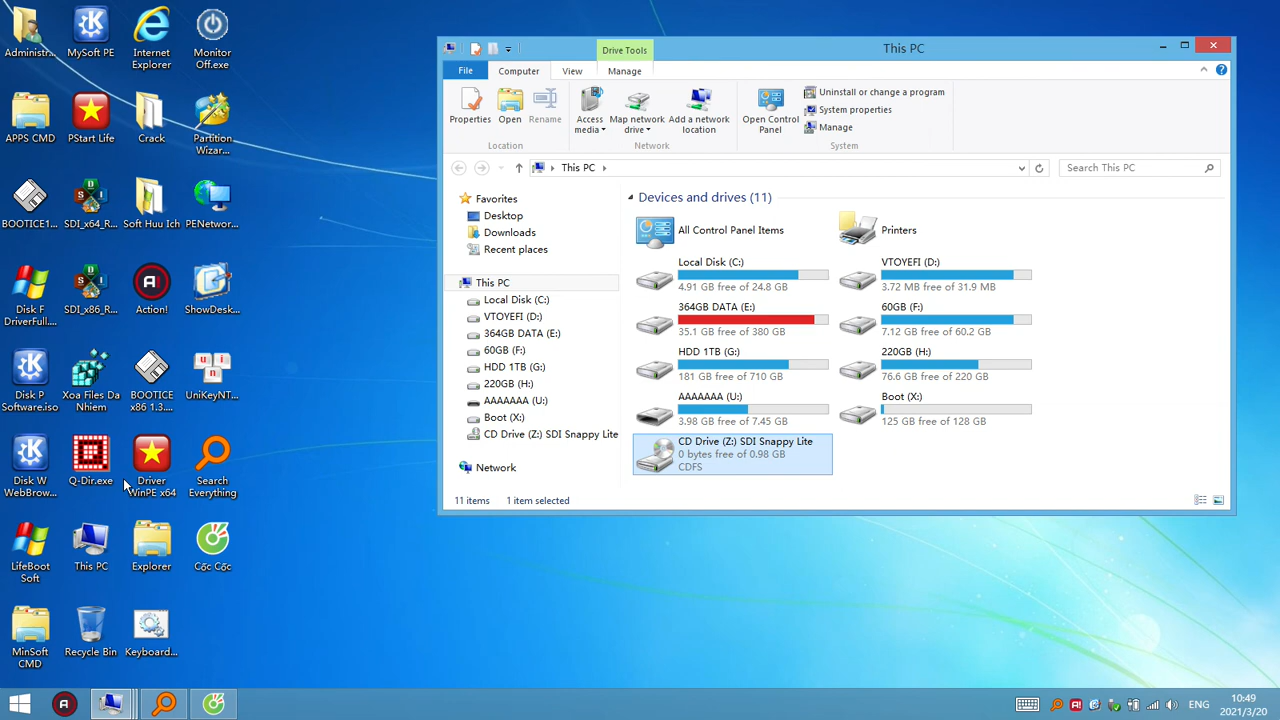 Administr...
MySoft PE
Internet
Explorer
Monitor
Off.exe
APPS CMD
PStart Life
Crack
Partition
Wizar...
BOOTICE1...
SDI_x64_R...
Soft Huu Ich
PENetwor...
Disk F
DriverFull...
SDI_x86_R...
Action!
ShowDesk...
Disk P
Software.iso
Xoa Files Da
Nhiem
BOOTICE
x86 1.3....
UniKeyNT...
Disk W
WebBrow...
Q-Dir.exe
Driver
WinPE x64
Search
Everything
LifeBoot
Soft
This PC
Explorer
Cốc Cốc
MinSoft
CMD
Recycle Bin
Keyboard...
Drive Tools
This PC
File
Computer
View
Manage
Properties
Open
Rename
Access
media
Map network
drive
Add a network
location
Open Control
Panel
Uninstall or change a program
System properties
Manage
Location
Network
System
This PC
Search This PC
Favorites
Desktop
Downloads
Recent places
This PC
Local Disk (C:)
VTOYEFI (D:)
364GB DATA (E:)
60GB (F:)
HDD 1TB (G:)
220GB (H:)
AAAAAAA (U:)
Boot (X:)
CD Drive (Z:) SDI Snappy Lite
Network
Devices and drives (11)
All Control Panel Items
Printers
Local Disk (C:)
4.91 GB free of 24.8 GB
VTOYEFI (D:)
3.72 MB free of 31.9 MB
364GB DATA (E:)
35.1 GB free of 380 GB
60GB (F:)
7.12 GB free of 60.2 GB
HDD 1TB (G:)
181 GB free of 710 GB
220GB (H:)
76.6 GB free of 220 GB
AAAAAAA (U:)
3.98 GB free of 7.45 GB
Boot (X:)
125 GB free of 128 GB
CD Drive (Z:) SDI Snappy Lite
0 bytes free of 0.98 GB
CDFS
11 items
1 item selected
ENG
10:49
2021/3/20